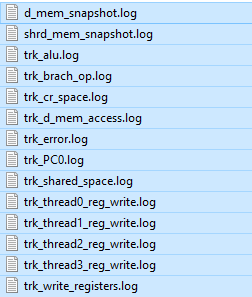 d_mem_snapshot.log
shrd_mem_snapshot.log
trk_alu.log
trk_brach_op.log
trk_cr_space.log
trk_d_mem_access.log
trk_error.log
trk_PC0.log
trk_shared_space.log
trk_thread0_reg_write.log
trk_thread1_reg_write.log
trk_thread2_reg_write.log
trk_thread3_reg_write.log
trk_write_registers.log